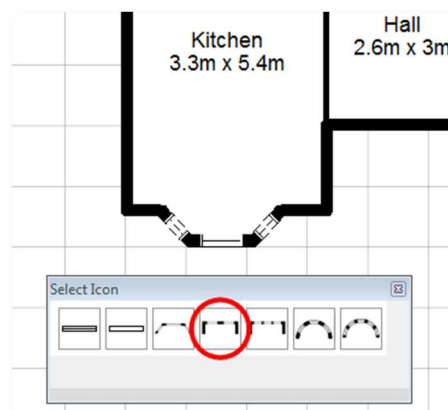 Hall
2.6m x 3m
Kitchen
3.3m x 5.4m
Select Icon